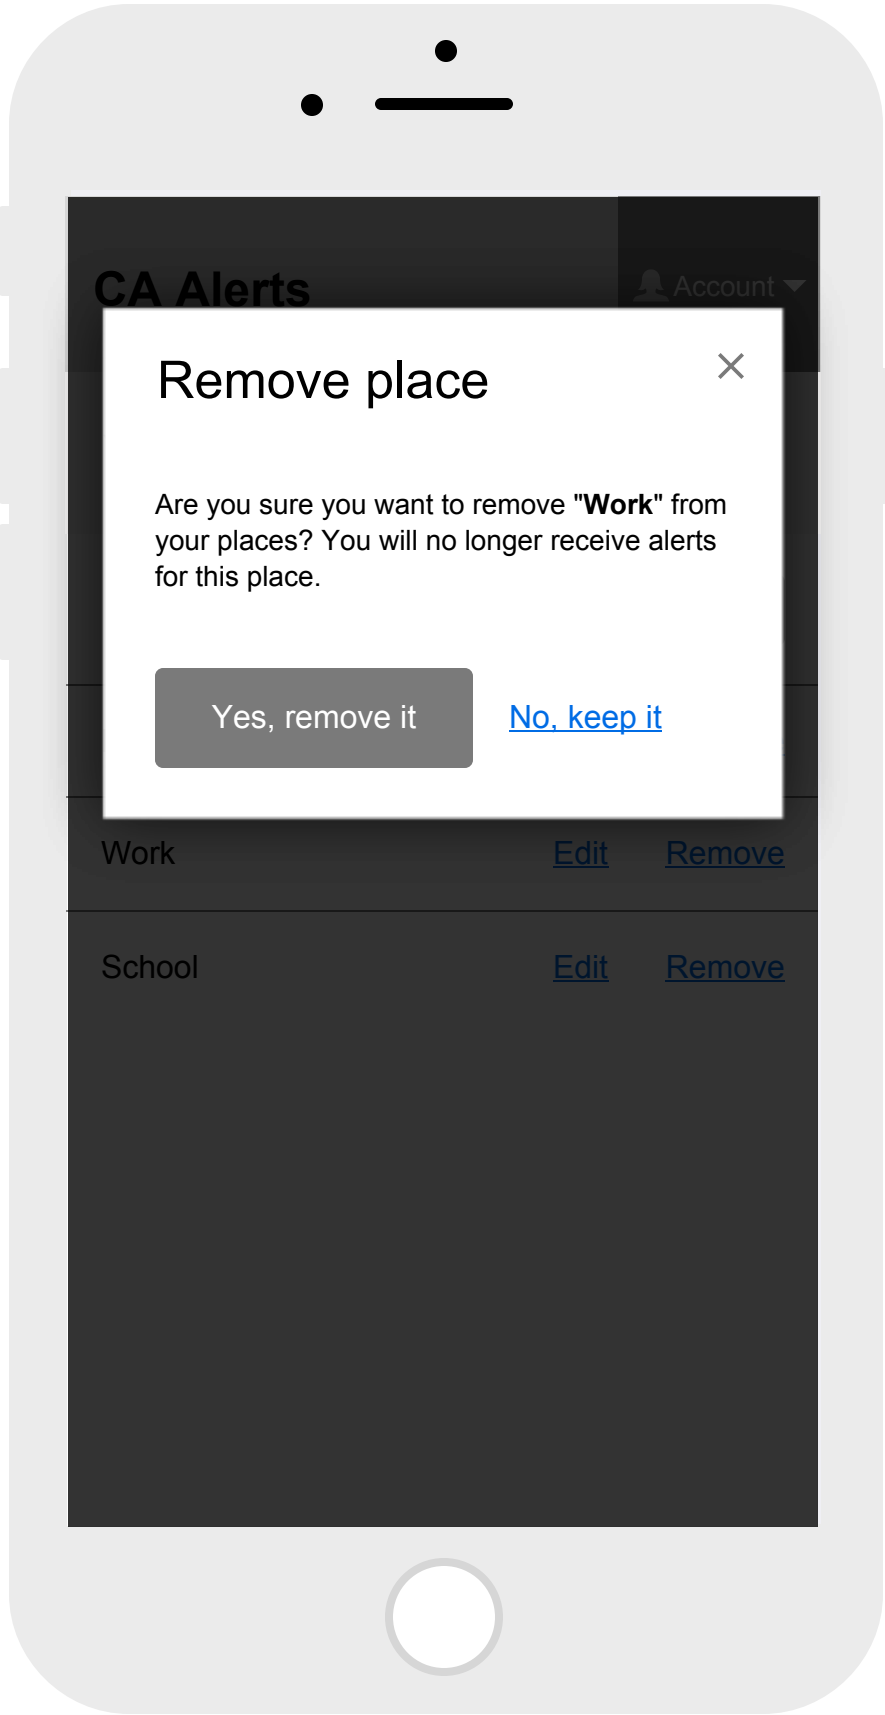 CA Alerts
Account
Remove place
Are you sure you want to remove "Work" from
your places? You will no longer receive alerts
for this place.
Yes, remove it
No, keep it
Work Edit Remove
School Edit Remove